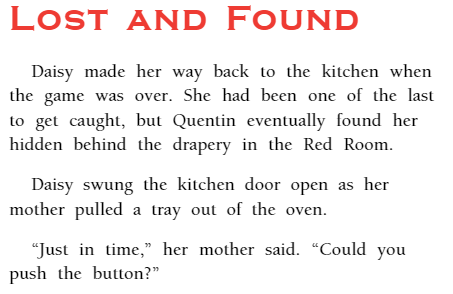 LOST AND FOUND
Daisy made her way back to the kitchen when
the game was over. She had been one of the last
to get caught, but Quentin eventually found her
hidden behind the drapery in the Red Room.
Daisy swung the kitchen door open as her
mother pulled a tray out of the oven.
“Just in time,” her mother said. “Could you
push the button?”